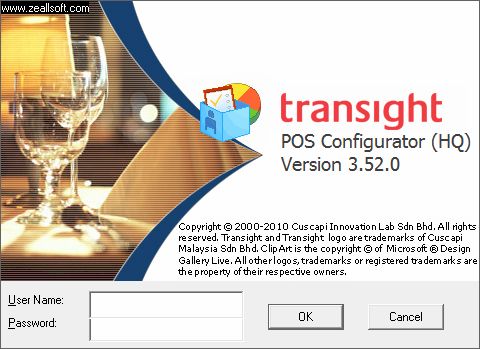 www.zeallsoft.com
transight
POS Configurator (HQ)
Version 3.52.0
Copyright © 2000-2010 Cuscapi Innovation Lab Sdn Bhd. All rights
reserved. Transight and Transight logo are trademarks of Cuscapi
Malaysia Sdn Bhd. ClipArt is the copyright © of Microsoft ® Design
Gallery Live. All other logos, trademarks or registered trademarks are
the property of their respective owners.
User Name:
Password:
OK
Cancel